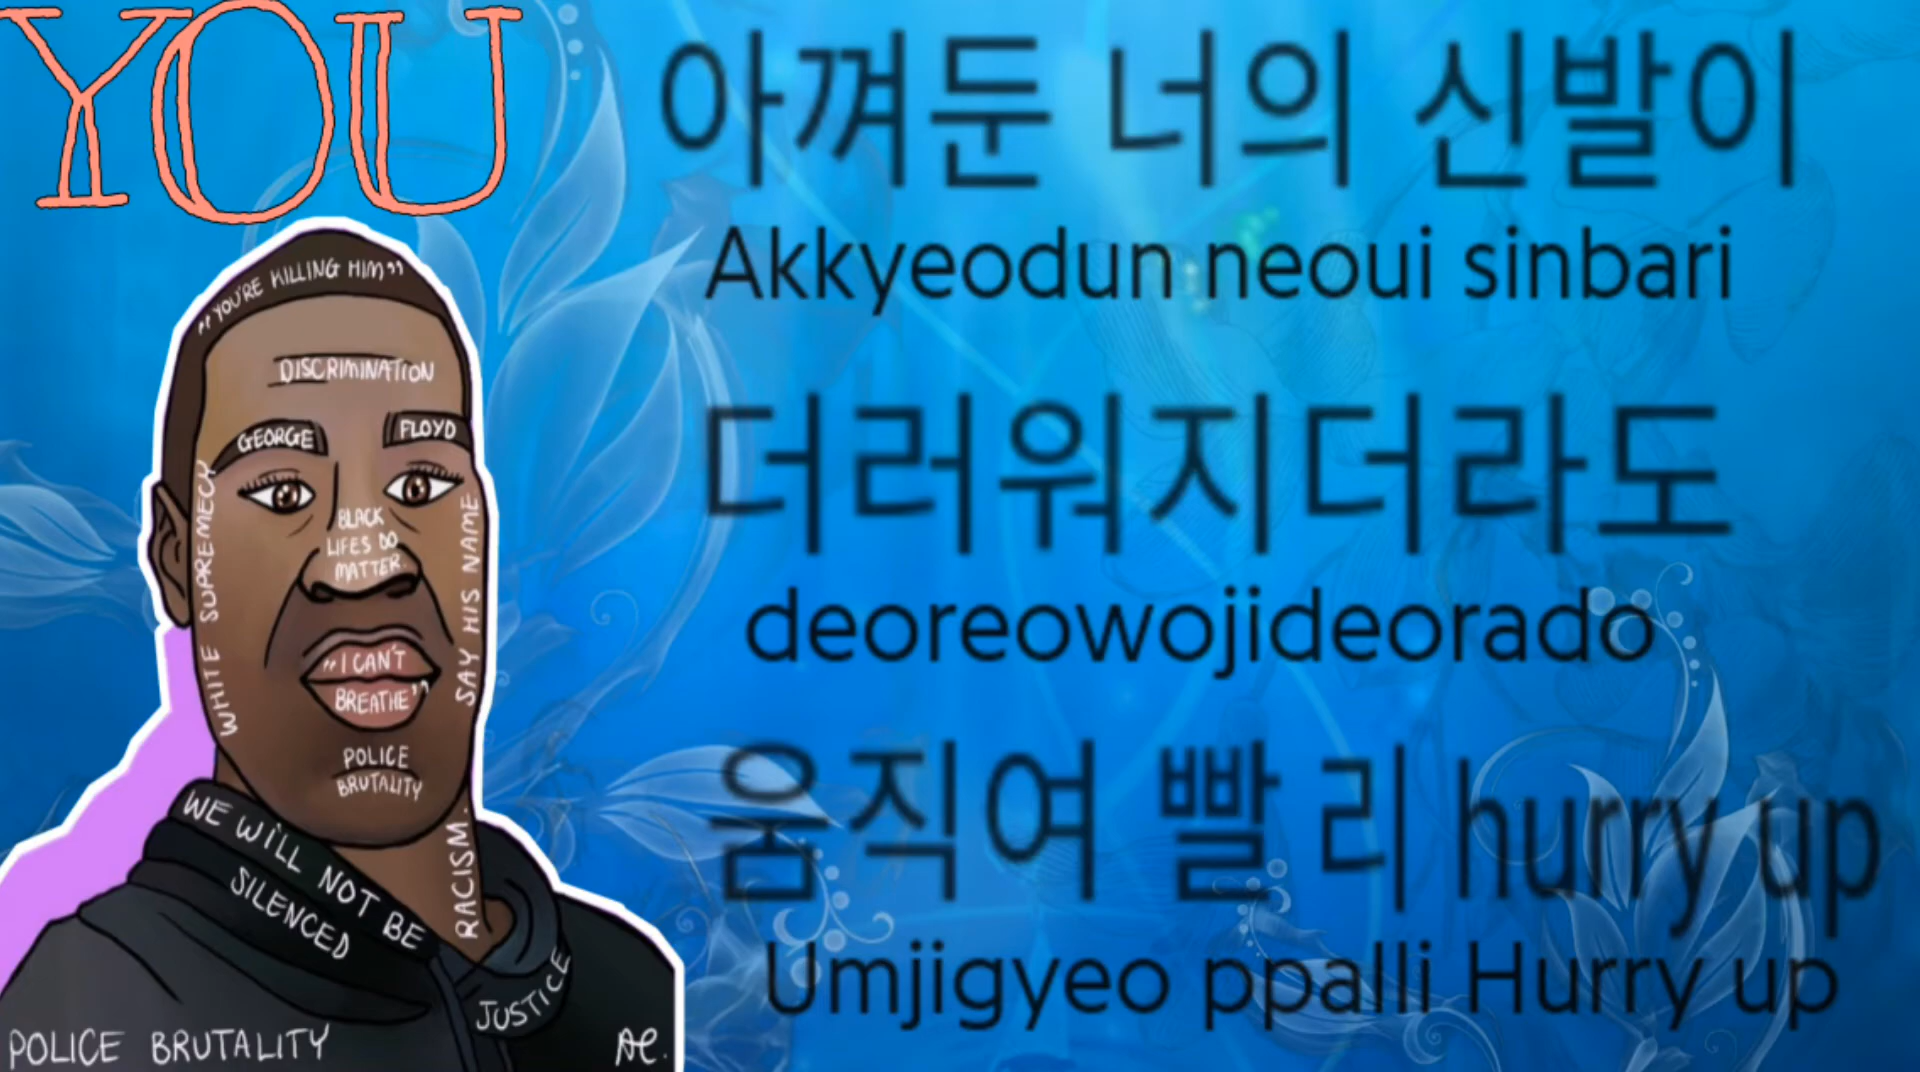 YOU
아껴둔 너의 신발이
Akkyeodun neoui sinbari
더러워지더라도
deoreowojideorado
움직여 빨리 hurry up
Umjigyeo ppalli Hurry up
"YOU'RE KILLING HIM"
DISCRIMINATION
GEORGE FLOYD
WHITE SUPREMECY
BLACK
LIFES DO
MATTER.
SAY HIS NAME
"I CAN'T
BREATHE"
POLICE
BRUTALITY
RACISM.
WE WILL NOT BE
SILENCED
JUSTICE
POLICE BRUTALITY